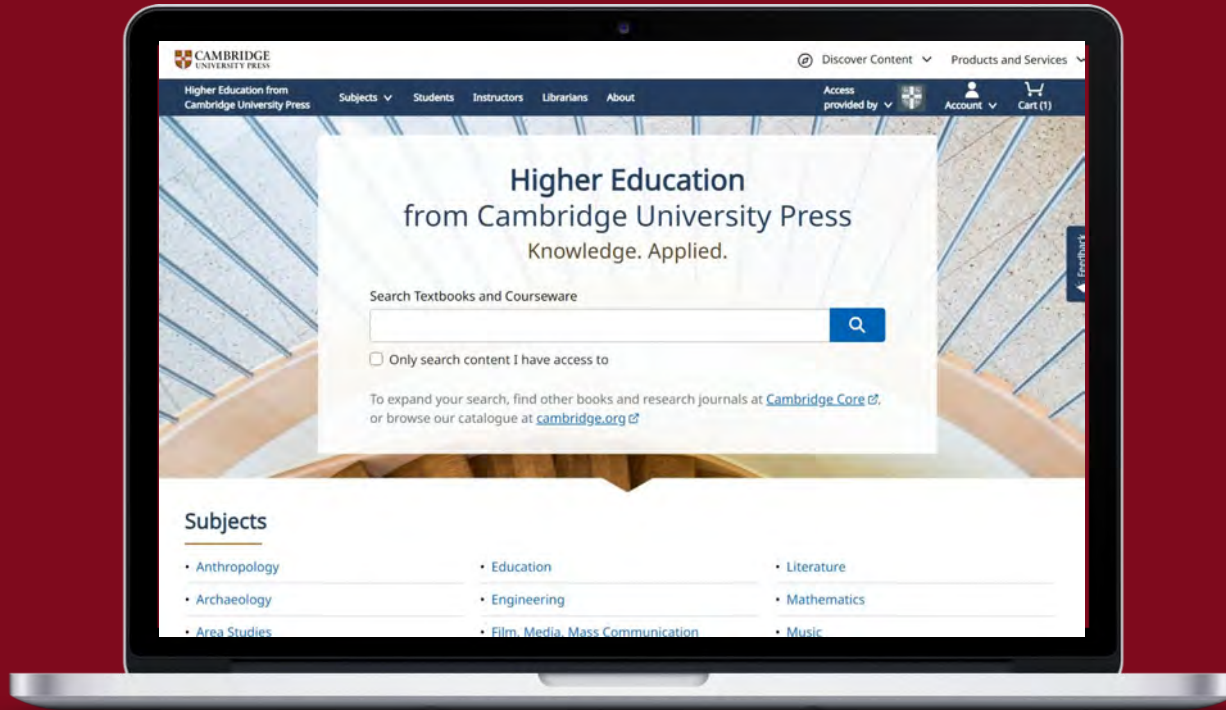 CAMBRIDGE
UNIVERSITY PRESS
Discover Content
Products and Services
Higher Education from
Cambridge University Press
Subjects
Students
Instructors
Librarians
About
Access
provided by
Account
Cart (1)
Higher Education
from Cambridge University Press
Knowledge. Applied.
Feedback
Search Textbooks and Courseware
Only search content I have access to
To expand your search, find other books and research journals at Cambridge Core,
or browse our catalogue at cambridge.org
Subjects
• Anthropology
• Education
• Literature
• Archaeology
• Engineering
• Mathematics
• Area Studies
• Film, Media, Mass Communication
• Music